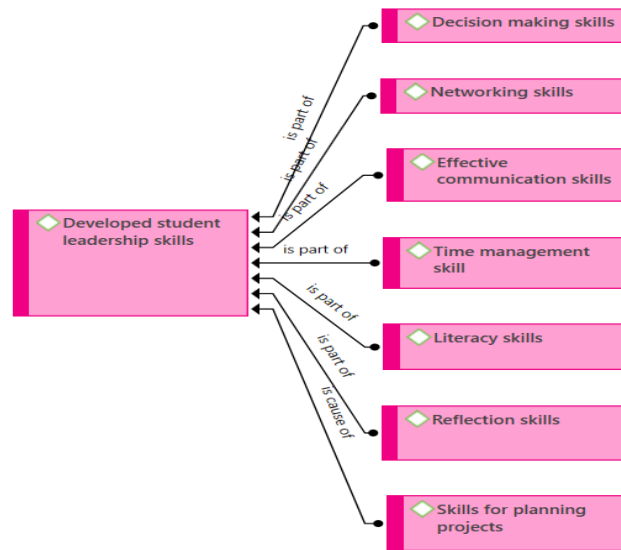 Decision making skills
is part of
Networking skills
is part of
Effective
communication skills
is part of
Developed student
leadership skills
is part of
Time management
skill
is part of
Literacy skills
is part of
Reflection skills
is cause of
Skills for planning
projects